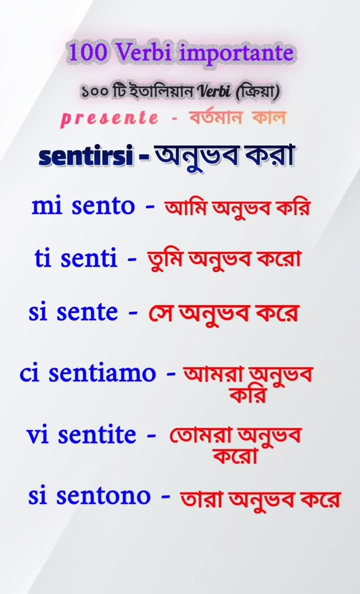 100 Verbi importante
১০০ টি ইতালিয়ান Verbi (ক্রিয়া)
presente - বর্তমান কাল
sentirsi - অনুভব করা
mi sento - আমি অনুভব করি
ti senti - তুমি অনুভব করো
si sente - সে অনুভব করে
ci sentiamo - আমরা অনুভব
করি
vi sentite - তোমরা অনুভব
করো
si sentono - তারা অনুভব করে